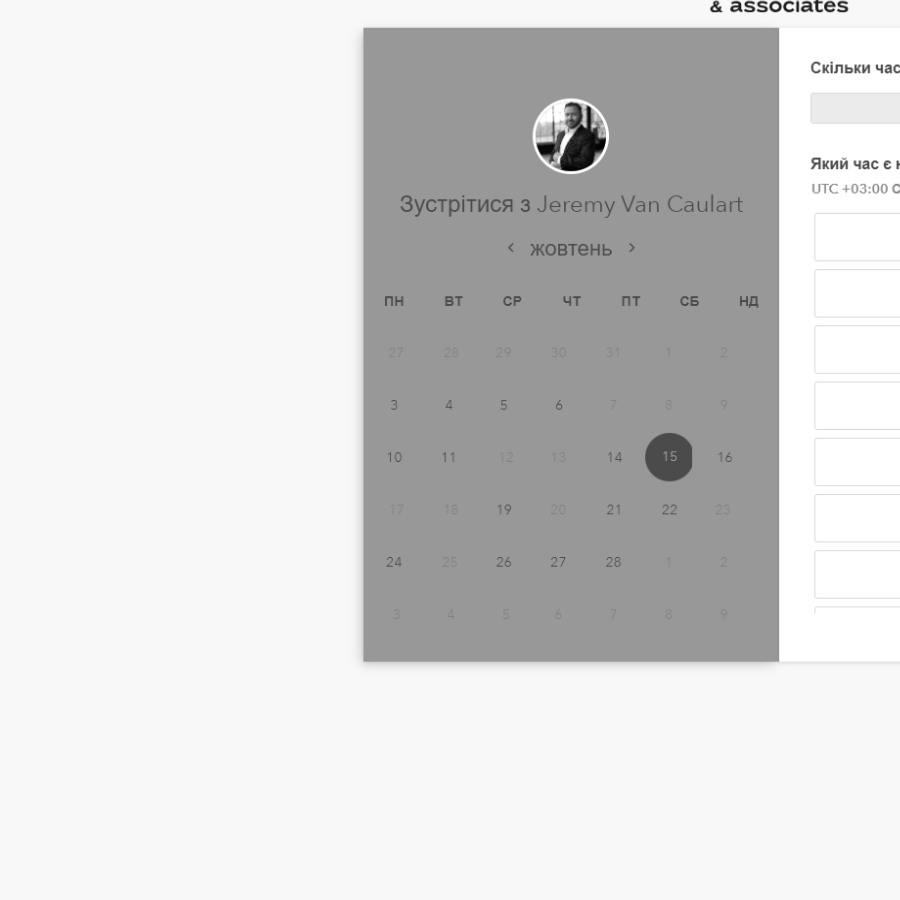 & associates
Зустрітися з Jeremy Van Caulart
жовтень
ПН ВТ СР ЧТ ПТ СБ НД
27 28 29 30 31 1 2
3 4 5 6 7 8 9
10 11 12 13 14 15 16
17 18 19 20 21 22 23
24 25 26 27 28 1 2
3 4 5 6 7 8 9
Скільки час
Який час є н
UTC +03:00 C